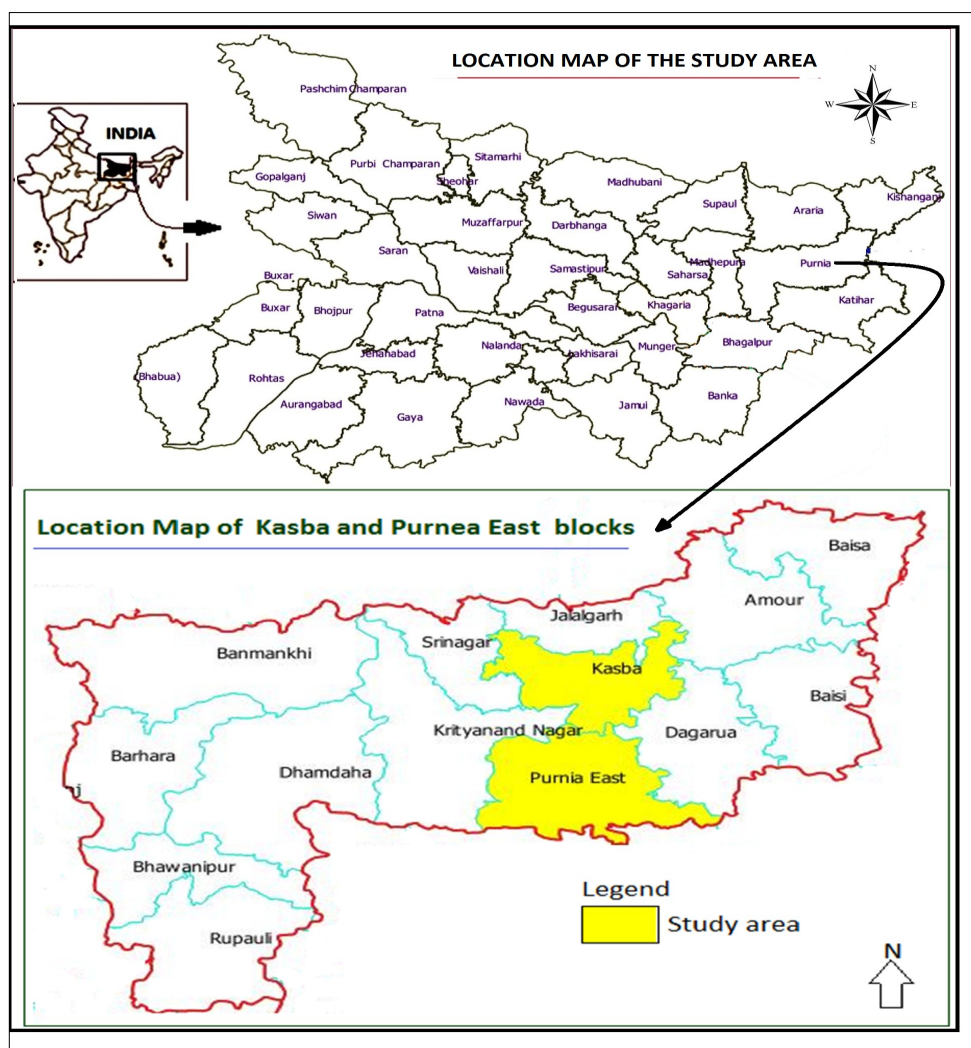 LOCATION MAP OF THE STUDY AREA
N
W
E
S
INDIA
Pashchim Champaran
Purbi Champaran
Sitamarhi
Sheohar
Gopalganj
Madhubani
Kishanganj
Supaul
Araria
Siwan
Muzaffarpur
Darbhanga
Saran
Vaishali
Samastipur
Madhepura
Saharsa
Purnia
Buxar
Katihar
Buxar
Bhojpur
Patna
Begusarai
Khagaria
Jehanabad
Nalanda
Lakhisarai
Munger
Bhagalpur
(Bhabua)
Rohtas
Aurangabad
Gaya
Nawada
Jamui
Banka
Location Map of Kasba and Purnea East blocks
Baisa
Amour
Jalalgarh
Srinagar
Banmankhi
Kasba
Baisi
Krityanand Nagar
Dagarua
Barhara
Dhamdaha
Purnia East
nj
Bhawanipur
Rupauli
Legend
Study area
N